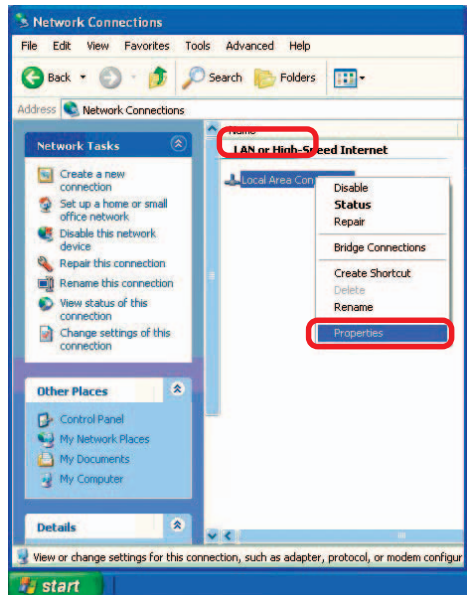 Network Connections
File Edit View Favorites Tools Advanced Help
Back Search Folders
Address Network Connections
Network Tasks
Create a new
connection
Set up a home or small
office network
Disable this network
device
Repair this connection
Rename this connection
View status of this
connection
Change settings of this
connection
Other Places
Control Panel
My Network Places
My Documents
My Computer
Details
Name
LAN or High-Speed Internet
Local Area Con
Disable
Status
Repair
Bridge Connections
Create Shortcut
Delete
Rename
Properties
View or change settings for this connection, such as adapter, protocol, or modem configur
start